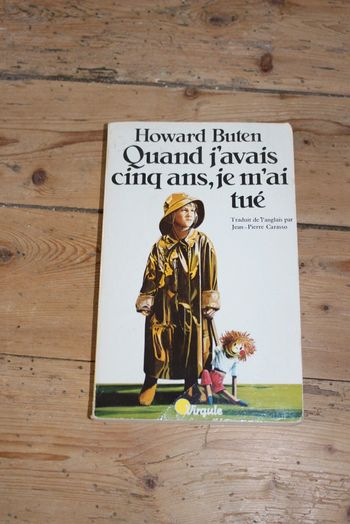 Howard Buten
Quand j'avais
cinq ans, je m'ai
tué
Traduit de l'anglais par
Jean-Pierre Carasso
Virgule